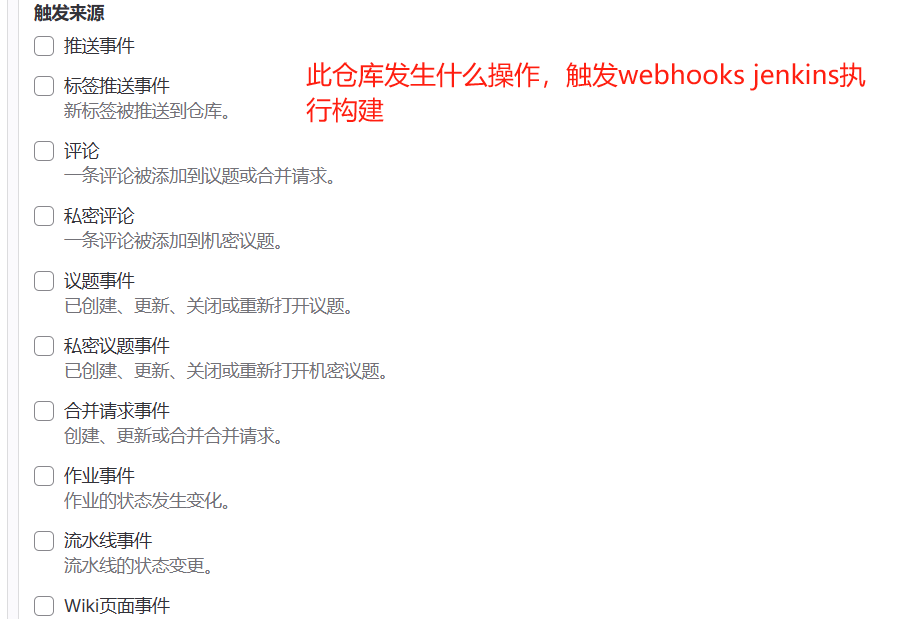 触发来源
推送事件
此仓库发生什么操作，触发webhooks jenkins执
行构建
标签推送事件
新标签被推送到仓库。
评论
一条评论被添加到议题或合并请求。
私密评论
一条评论被添加到机密议题。
议题事件
已创建、更新、关闭或重新打开议题。
私密议题事件
已创建、更新、关闭或重新打开机密议题。
合并请求事件
创建、更新或合并合并请求。
作业事件
作业的状态发生变化。
流水线事件
流水线的状态变更。
Wiki页面事件